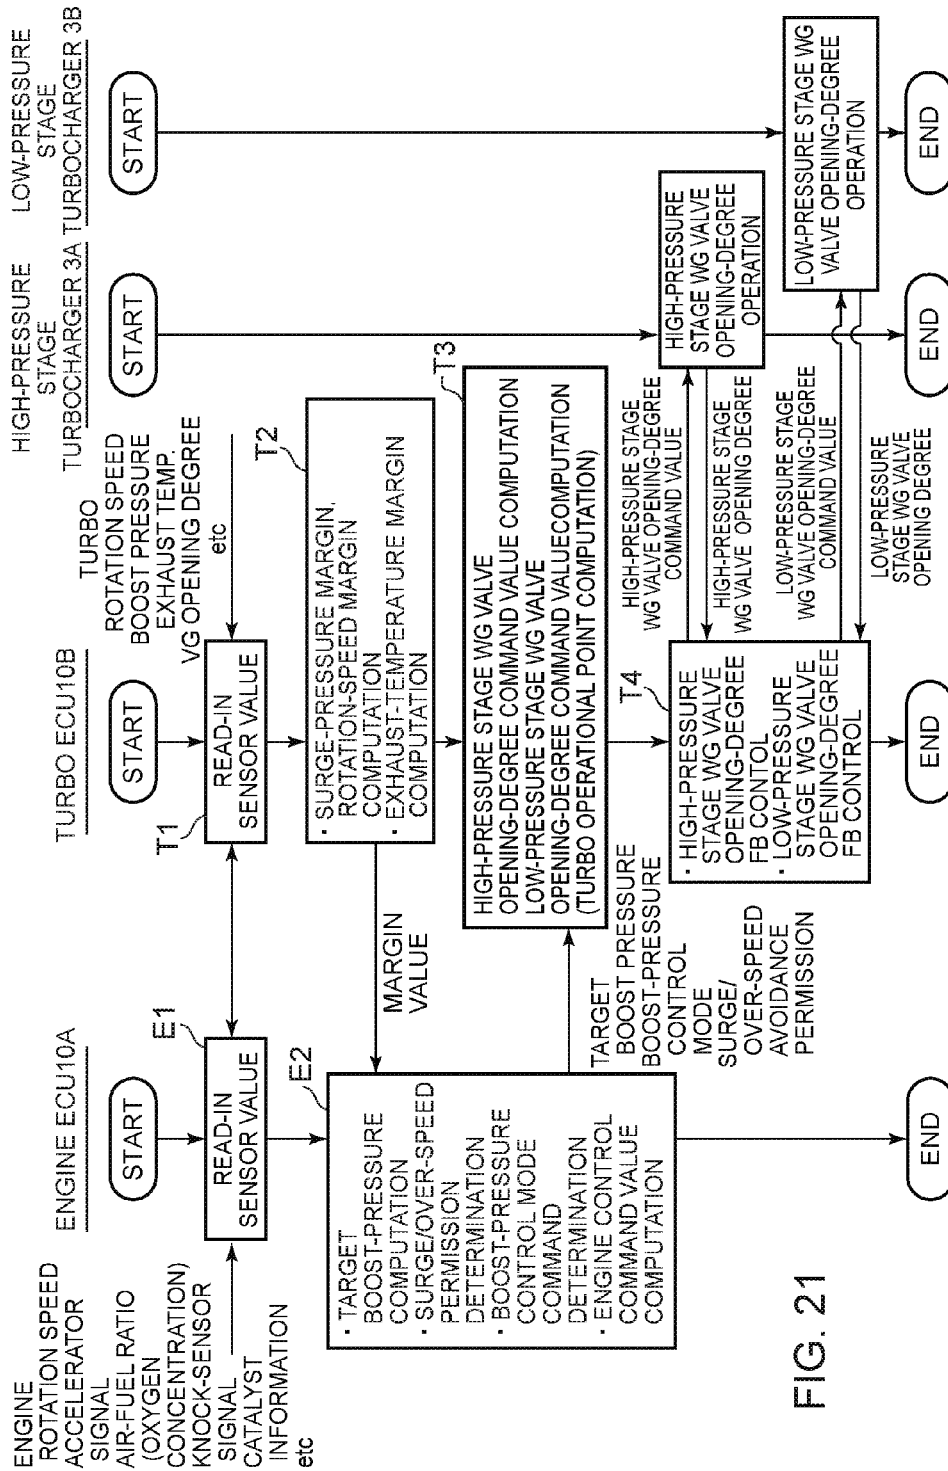 ENGINE ECU10A
TURBO ECU10B
HIGH-PRESSURE
STAGE
TURBOCHARGER 3A
LOW-PRESSURE
STAGE
TURBOCHARGER 3B
START
START
START
START
ENGINE
ROTATION SPEED
ACCELERATOR
SIGNAL
AIR-FUEL RATIO
(OXYGEN
CONCENTRATION)
KNOCK-SENSOR
SIGNAL
CATALYST
INFORMATION
etc
E1
READ-IN
SENSOR VALUE
T1
READ-IN
SENSOR VALUE
TURBO
ROTATION SPEED
BOOST PRESSURE
EXHAUST TEMP.
VG OPENING DEGREE
etc
E2
· TARGET
BOOST-PRESSURE
COMPUTATION
· SURGE/OVER-SPEED
PERMISSION
DETERMINATION
· BOOST-PRESSURE
CONTROL MODE
COMMAND
DETERMINATION
· ENGINE CONTROL
COMMAND VALUE
COMPUTATION
MARGIN
VALUE
T2
· SURGE-PRESSURE MARGIN,
ROTATION-SPEED MARGIN
COMPUTATION
· EXHAUST-TEMPERATURE MARGIN
COMPUTATION
T3
HIGH-PRESSURE STAGE WG VALVE
OPENING-DEGREE COMMAND VALUE COMPUTATION
LOW-PRESSURE STAGE WG VALVE
OPENING-DEGREE COMMAND VALUECOMPUTATION
(TURBO OPERATIONAL POINT COMPUTATION)
TARGET
BOOST PRESSURE
BOOST-PRESSURE
CONTROL
MODE
SURGE/
OVER-SPEED
AVOIDANCE
PERMISSION
T4
· HIGH-PRESSURE
STAGE WG VALVE
OPENING-DEGREE
FB CONTOL
· LOW-PRESSURE
STAGE WG VALVE
OPENING-DEGREE
FB CONTROL
HIGH-PRESSURE STAGE
WG VALVE OPENING-DEGREE
COMMAND VALUE
HIGH-PRESSURE STAGE
WG VALVE OPENING DEGREE
LOW-PRESSURE STAGE
WG VALVE OPENING-DEGREE
COMMAND VALUE
LOW-PRESSURE
STAGE WG VALVE
OPENING DEGREE
HIGH-PRESSURE
STAGE WG VALVE
OPENING-DEGREE
OPERATION
LOW-PRESSURE STAGE WG
VALVE OPENING-DEGREE
OPERATION
END
END
END
END
FIG. 21